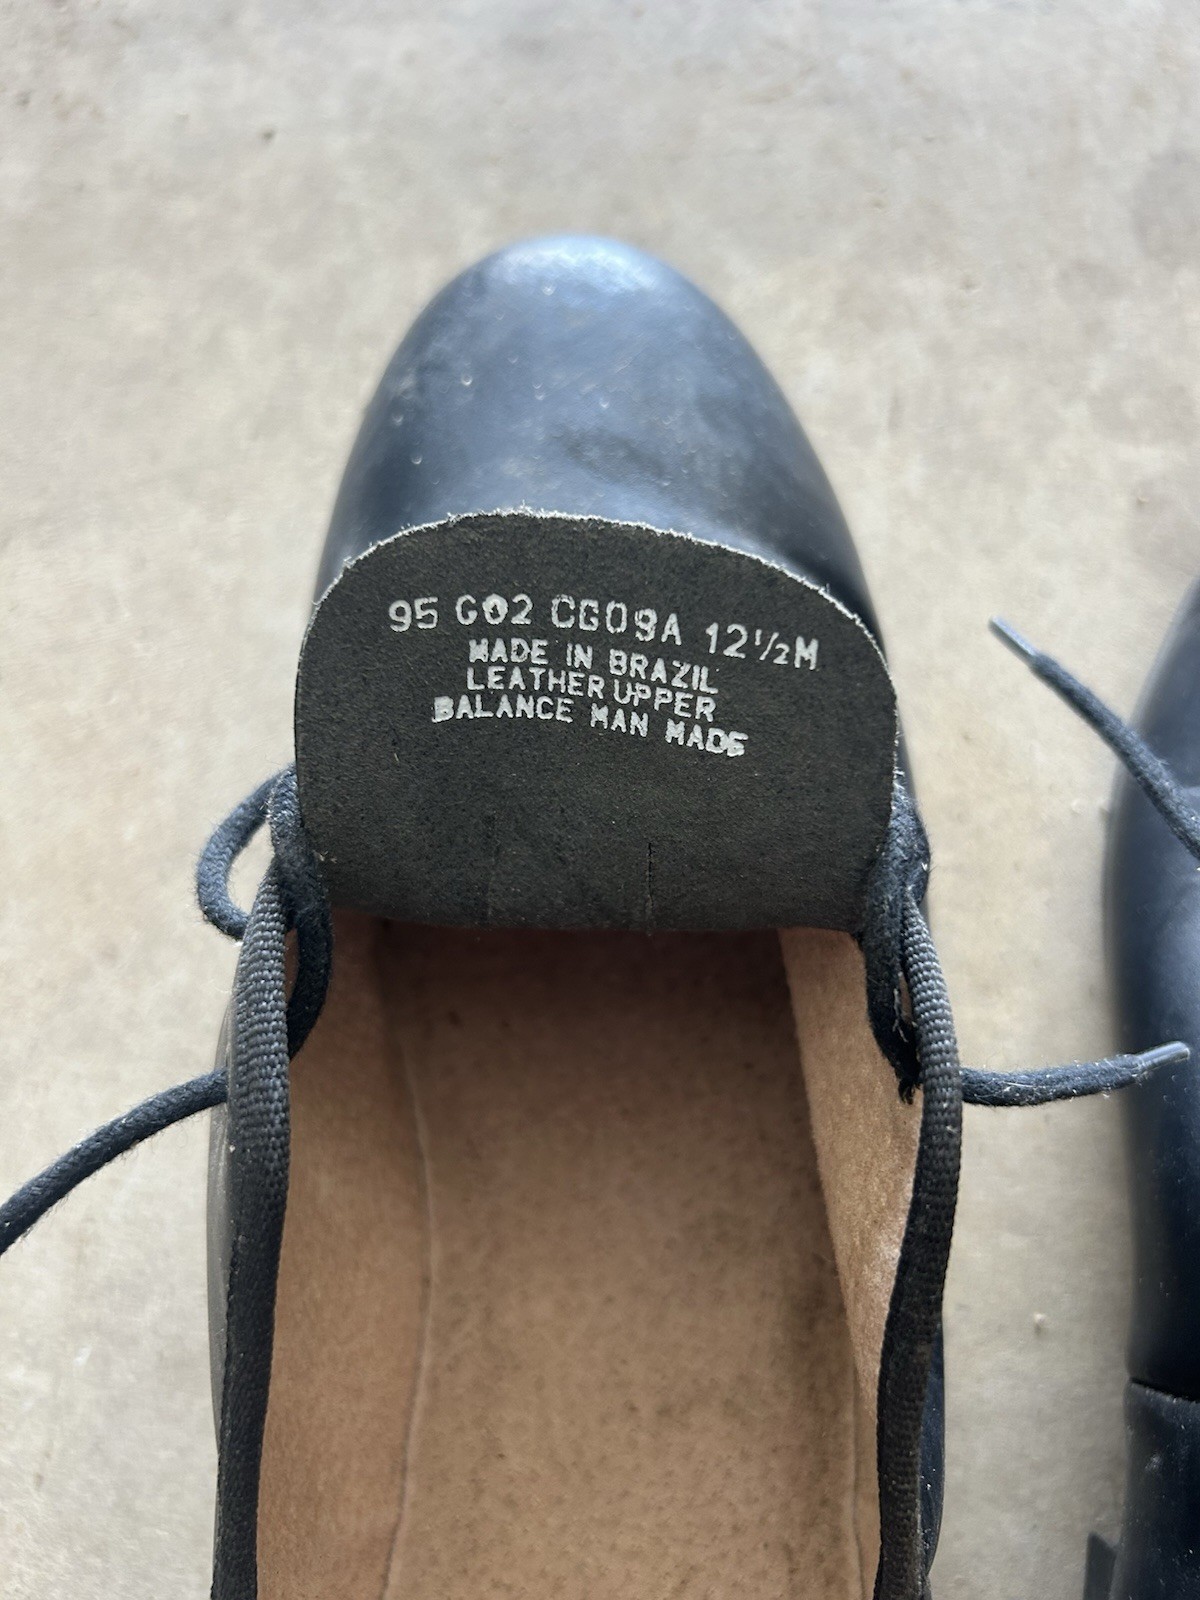 95 G02 CG09A 12½M
MADE IN BRAZIL
LEATHER UPPER
BALANCE MAN MADE